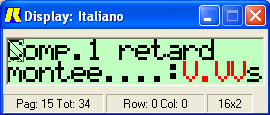 Display: Italiano
Comp.1 retard
montee....:V.VVs
Pag: 15 Tot: 34 Row: 0 Col: 0 16x2